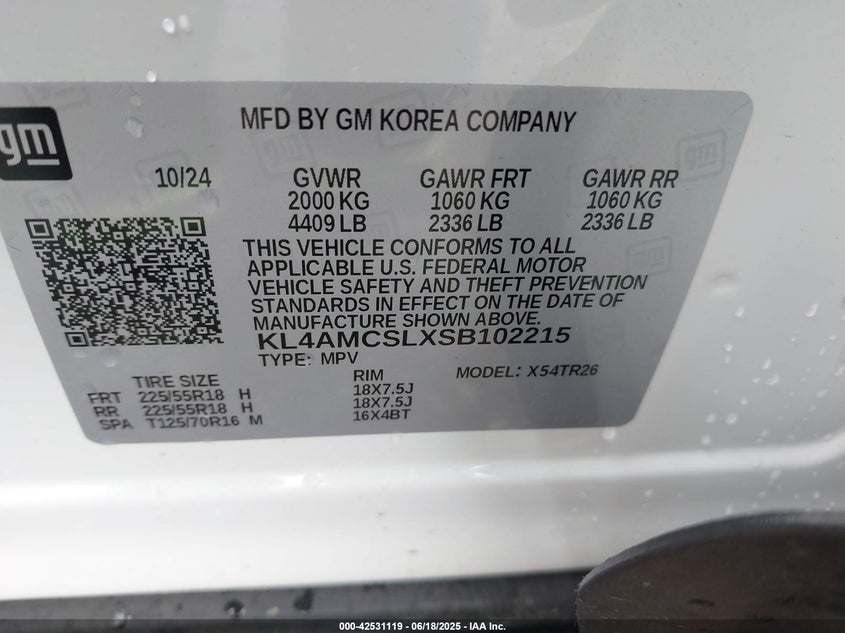 gm
MFD BY GM KOREA COMPANY
10/24 GVWR GAWR FRT GAWR RR
2000 KG 1060 KG 1060 KG
4409 LB 2336 LB 2336 LB
THIS VEHICLE CONFORMS TO ALL
APPLICABLE U.S. FEDERAL MOTOR
VEHICLE SAFETY AND THEFT PREVENTION
STANDARDS IN EFFECT ON THE DATE OF
MANUFACTURE SHOWN ABOVE.
KL4AMCSLXSB102215
TYPE: MPV MODEL: X54TR26
TIRE SIZE RIM
FRT 225/55R18 H 18X7.5J
RR 225/55R18 H 18X7.5J
SPA T125/70R16 M 16X4BT
000-42531119 - 06/18/2025 - IAA Inc.